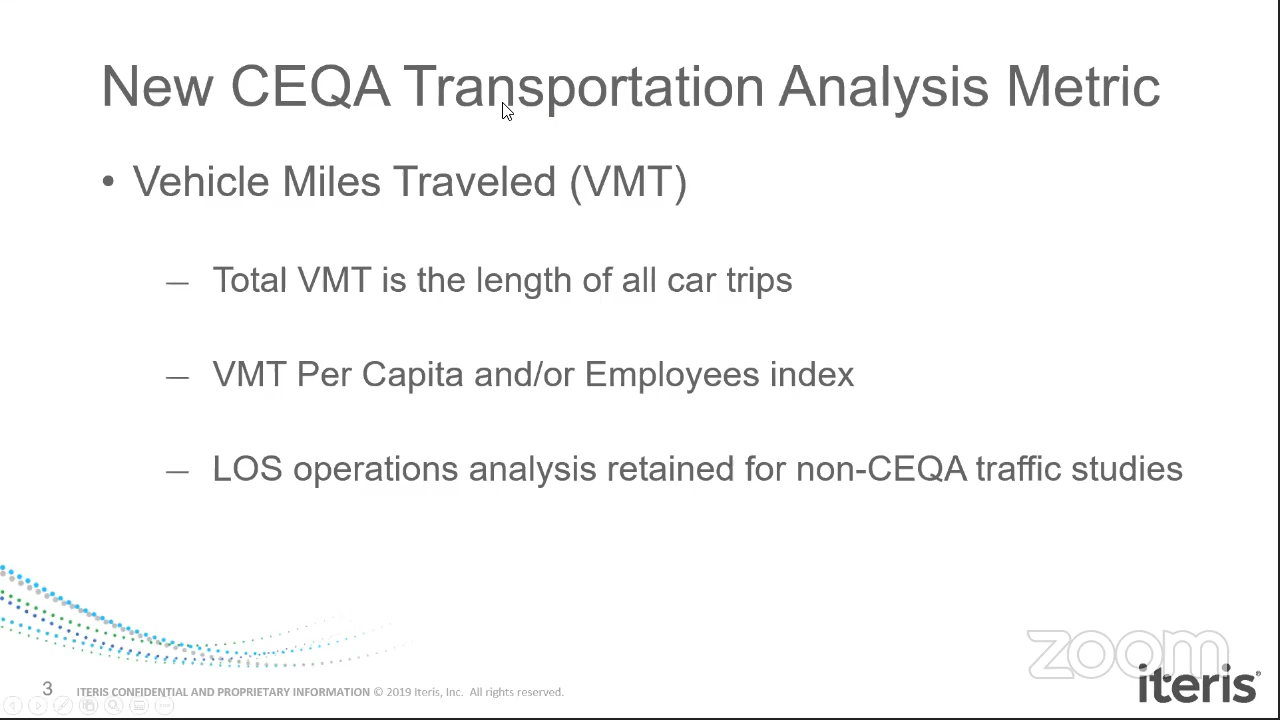 New CEQA Transportation Analysis Metric
• Vehicle Miles Traveled (VMT)
— Total VMT is the length of all car trips
— VMT Per Capita and/or Employees index
— LOS operations analysis retained for non-CEQA traffic studies
zoom
iteris®
3 ITERIS CONFIDENTIAL AND PROPRIETARY INFORMATION © 2019 Iteris, Inc. All rights reserved.